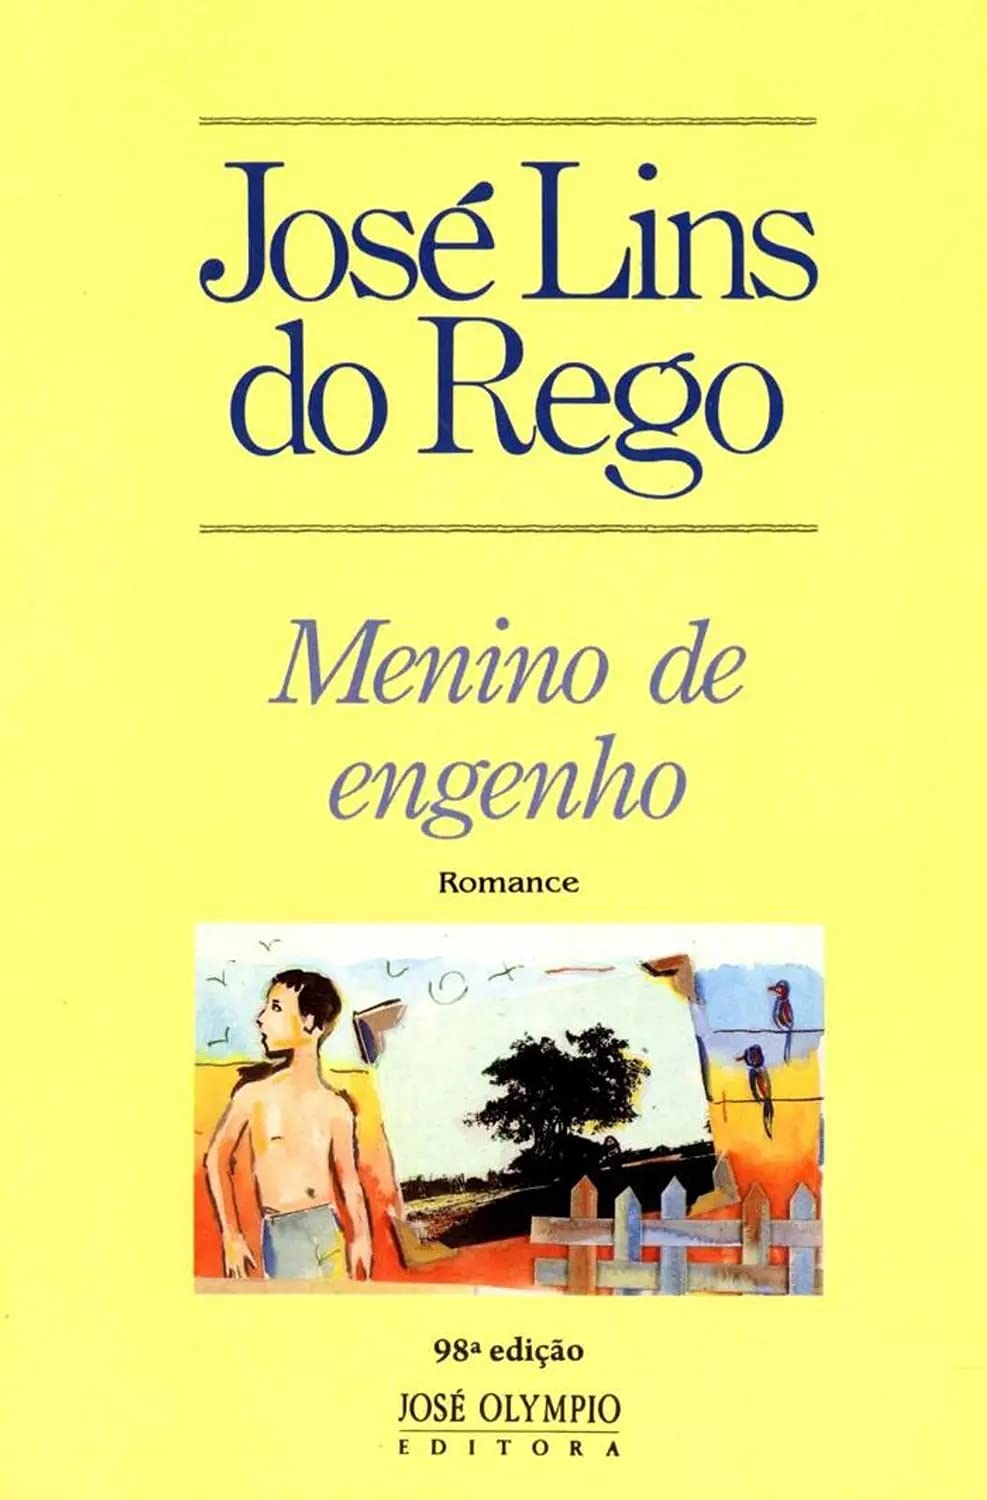 José Lins
do Rego
Menino de
engenho
Romance
98ª edição
JOSÉ OLYMPIO
EDITORA